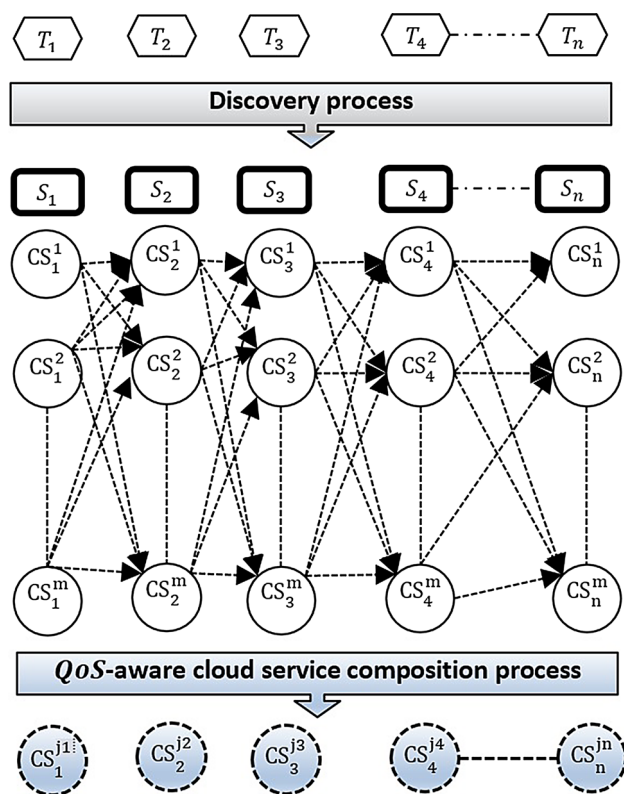 T₁ T₂ T₃ T₄ Tₙ
Discovery process
S₁ S₂ S₃ S₄ Sₙ
CS₁¹ CS₂¹ CS₃¹ CS₄¹ CSₙ¹
CS₁² CS₂² CS₃² CS₄² CSₙ²
CS₁ᵐ CS₂ᵐ CS₃ᵐ CS₄ᵐ CSₙᵐ
QoS-aware cloud service composition process
CS₁ʲ¹ CS₂ʲ² CS₃ʲ³ CS₄ʲ⁴ CSₙʲⁿ